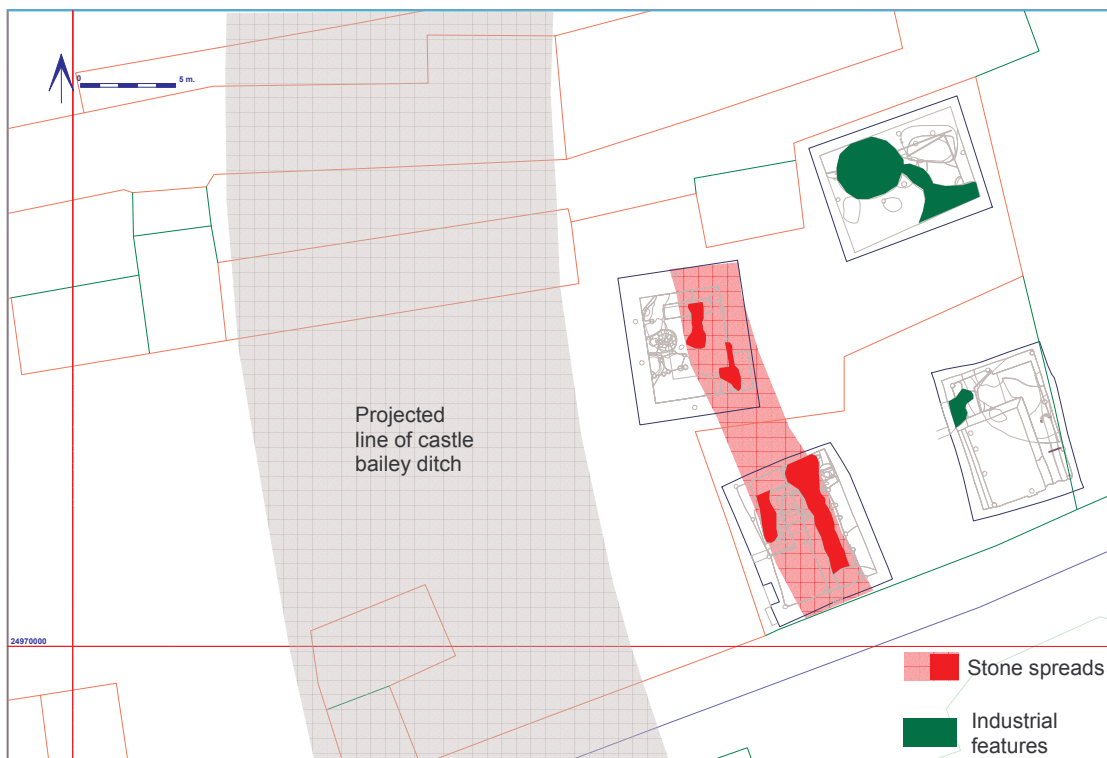 0
5 m.
Projected
line of castle
bailey ditch
24970000
Stone spreads
Industrial
features